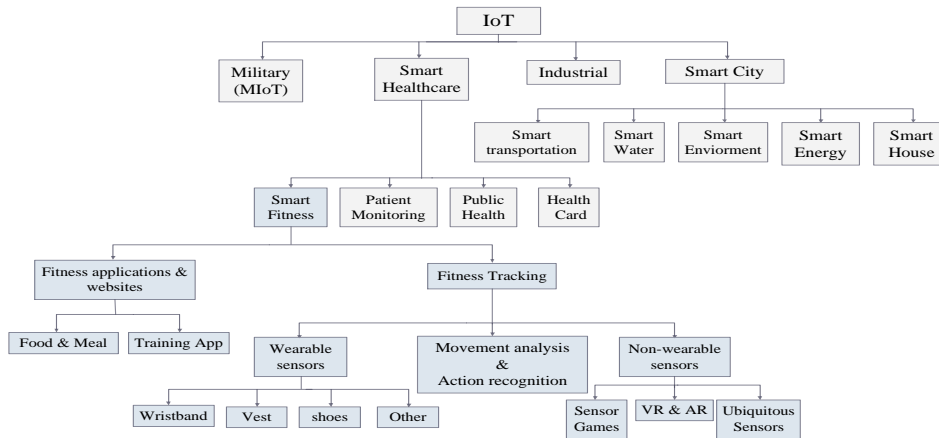 IoT
Military
(MIoT)
Smart
Healthcare
Industrial
Smart City
Smart
transportation
Smart
Water
Smart
Enviorment
Smart
Energy
Smart
House
Smart
Fitness
Patient
Monitoring
Public
Health
Health
Card
Fitness applications &
websites
Fitness Tracking
Food & Meal
Training App
Wearable
sensors
Movement analysis
&
Action recognition
Non-wearable
sensors
Wristband
Vest
shoes
Other
Sensor
Games
VR & AR
Ubiquitous
Sensors